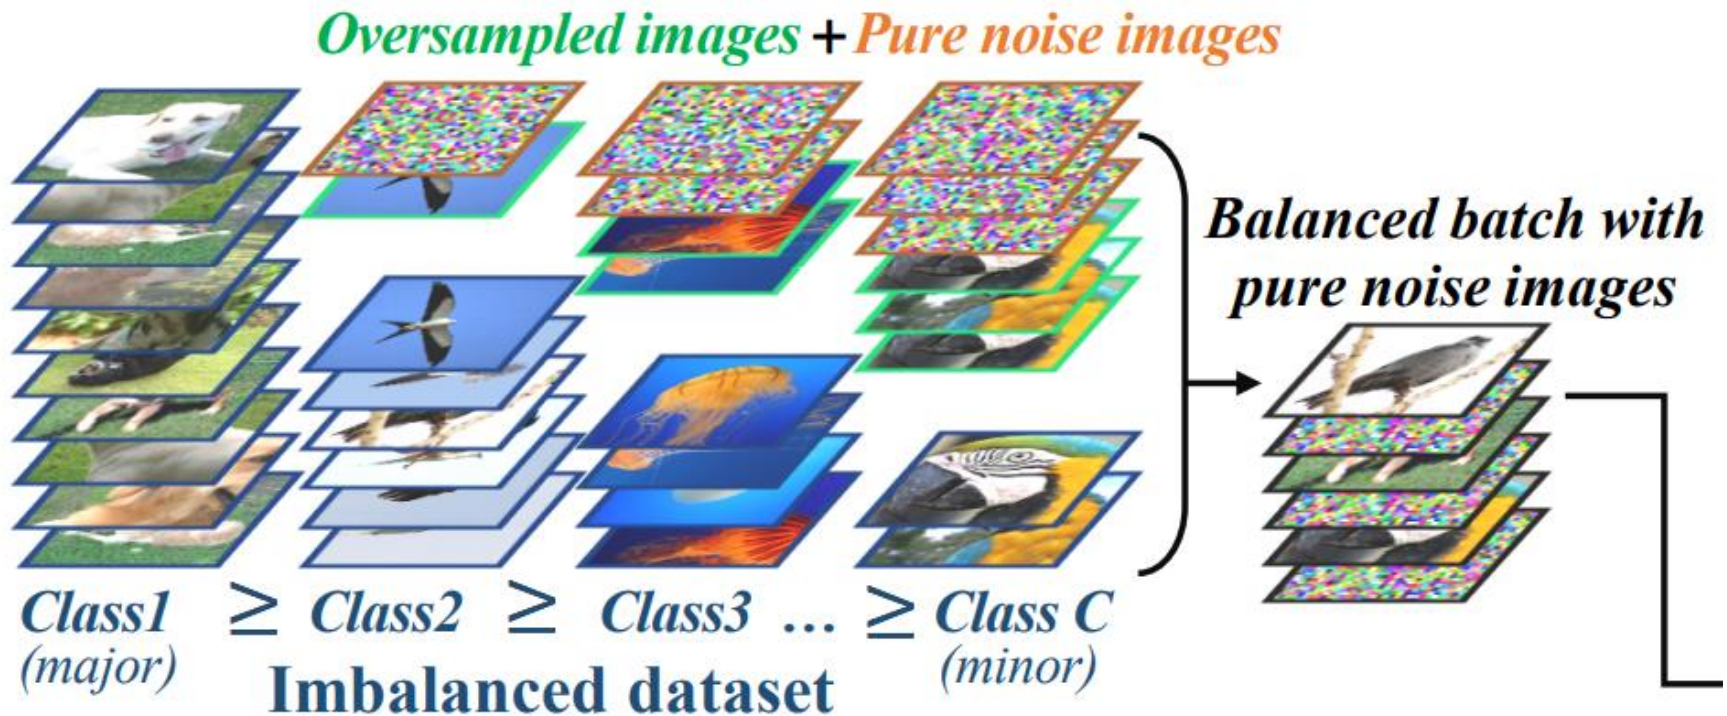 Oversampled images + Pure noise images
Balanced batch with
pure noise images
Class1 ≥ Class2 ≥ Class3 ... ≥ Class C
(major) (minor)
Imbalanced dataset